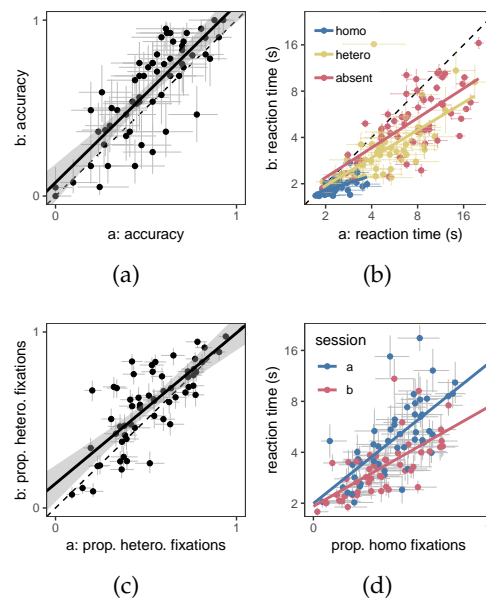 1
b: accuracy
0
0
1
a: accuracy
(a)
homo
hetero
absent
16
8
4
2
b: reaction time (s)
2
4
8
16
a: reaction time (s)
(b)
1
b: prop. hetero. fixations
0
0
1
a: prop. hetero. fixations
(c)
session
a
b
16
8
4
2
reaction time (s)
0
prop. homo fixations
(d)